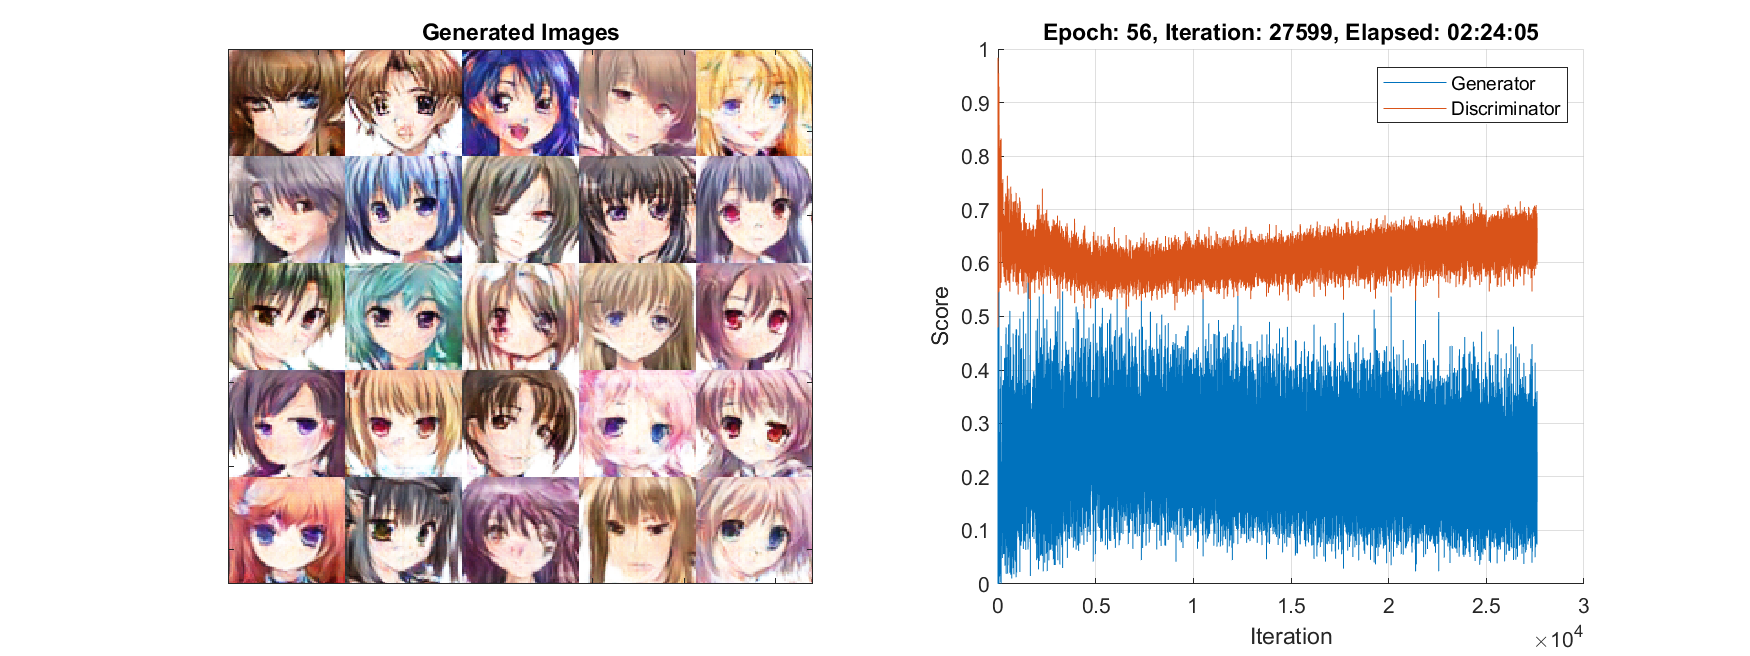 Generated Images
Epoch: 56, Iteration: 27599, Elapsed: 02:24:05
Generator
Discriminator
1
0.9
0.8
0.7
0.6
0.5
0.4
0.3
0.2
0.1
0
Score
0 0.5 1 1.5 2 2.5 3
Iteration
×10⁴